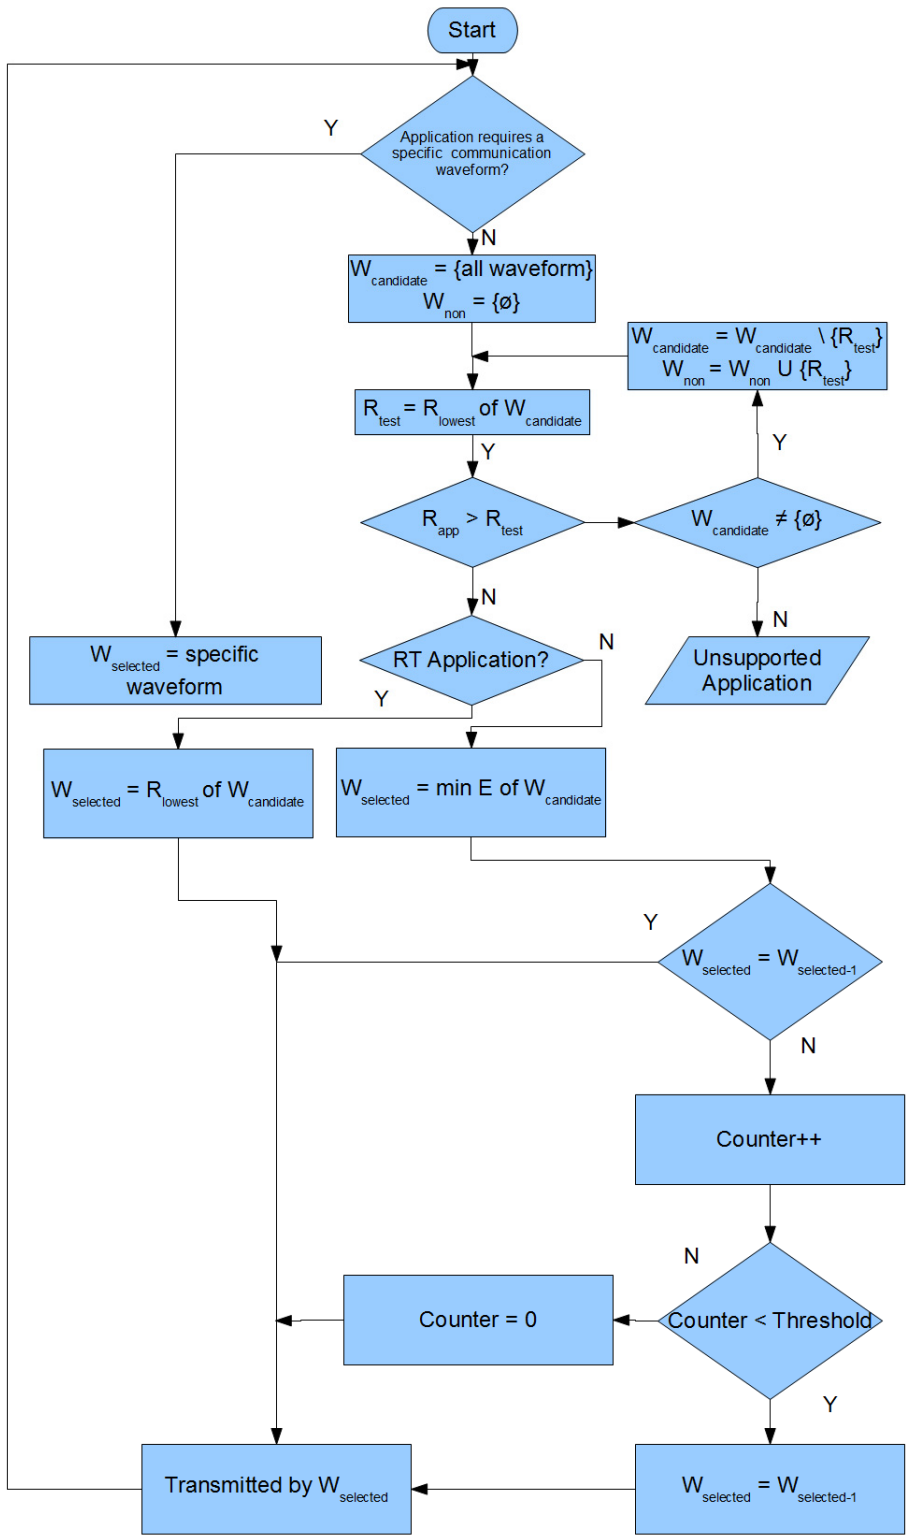 Start
Y
Application requires a
specific communication
waveform?
N
Wcandidate = {all waveform}
Wnon = {ø}
Wcandidate = Wcandidate \ {Rtest}
Wnon = Wnon U {Rtest}
Rtest = Rlowest of Wcandidate
Y
Y
Rapp > Rtest
Wcandidate ≠ {ø}
N
N
RT Application?
N
Unsupported
Application
Wselected = specific
waveform
Y
Wselected = Rlowest of Wcandidate
Wselected = min E of Wcandidate
Y
Wselected = Wselected-1
N
Counter++
N
Counter = 0
Counter < Threshold
Y
Transmitted by Wselected
Wselected = Wselected-1